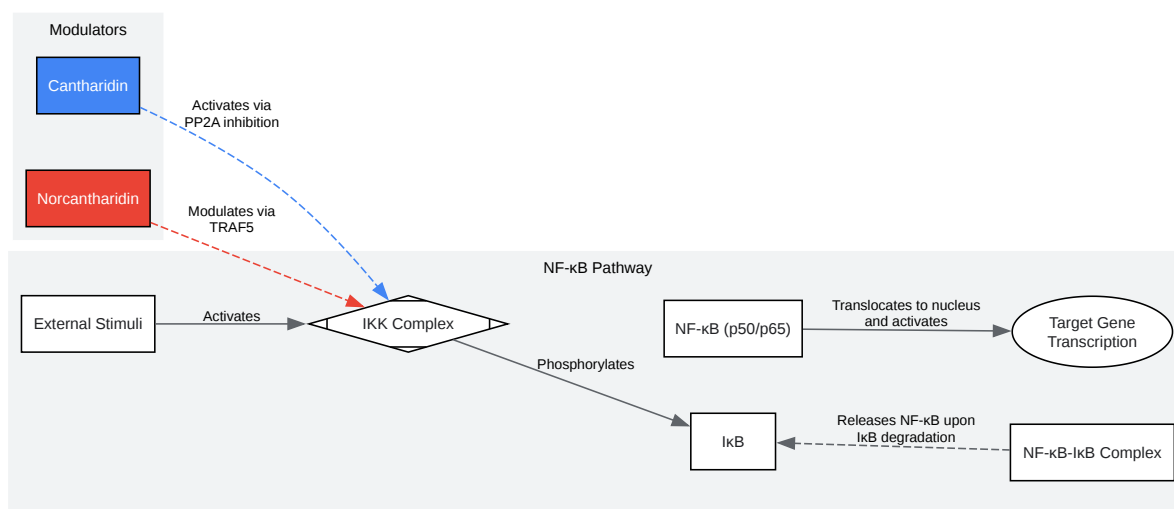 Modulators
Cantharidin
Activates via
PP2A inhibition
Norcantharidin
Modulates via
TRAF5
NF-κB Pathway
External Stimuli
Activates
IKK Complex
Phosphorylates
NF-κB (p50/p65)
Translocates to nucleus
and activates
Target Gene
Transcription
IκB
Releases NF-κB upon
IκB degradation
NF-κB-IκB Complex